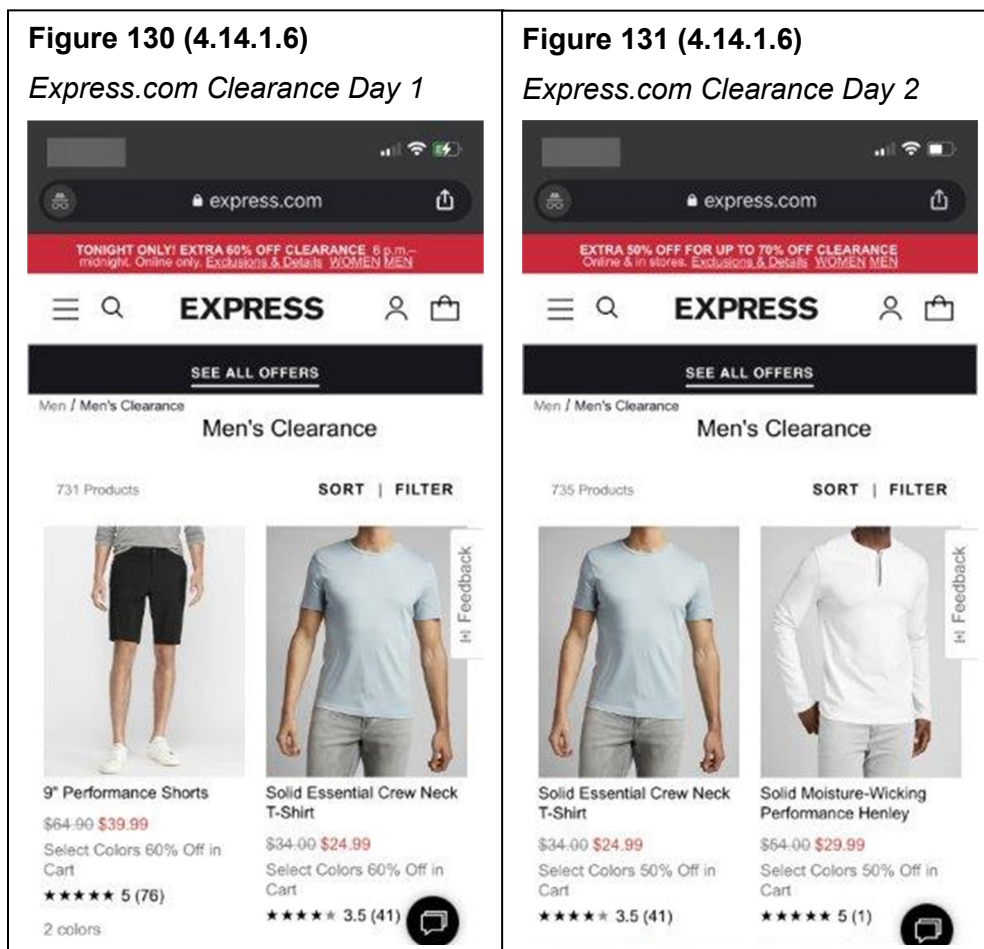 Figure 130 (4.14.1.6)
Express.com Clearance Day 1
express.com
TONIGHT ONLY! EXTRA 60% OFF CLEARANCE 6 p.m.–
midnight. Online only. Exclusions & Details WOMEN MEN
EXPRESS
SEE ALL OFFERS
Men / Men's Clearance
Men's Clearance
731 Products
SORT | FILTER
[+] Feedback
9" Performance Shorts
$64.90 $39.99
Select Colors 60% Off in
Cart
★★★★★ 5 (76)
2 colors
Solid Essential Crew Neck
T-Shirt
$34.00 $24.99
Select Colors 60% Off in
Cart
★★★★★ 3.5 (41)
Figure 131 (4.14.1.6)
Express.com Clearance Day 2
express.com
EXTRA 50% OFF FOR UP TO 70% OFF CLEARANCE
Online & in stores. Exclusions & Details WOMEN MEN
EXPRESS
SEE ALL OFFERS
Men / Men's Clearance
Men's Clearance
735 Products
SORT | FILTER
[+] Feedback
Solid Essential Crew Neck
T-Shirt
$34.00 $24.99
Select Colors 50% Off in
Cart
★★★★★ 3.5 (41)
Solid Moisture-Wicking
Performance Henley
$54.00 $29.99
Select Colors 50% Off in
Cart
★★★★★ 5 (1)